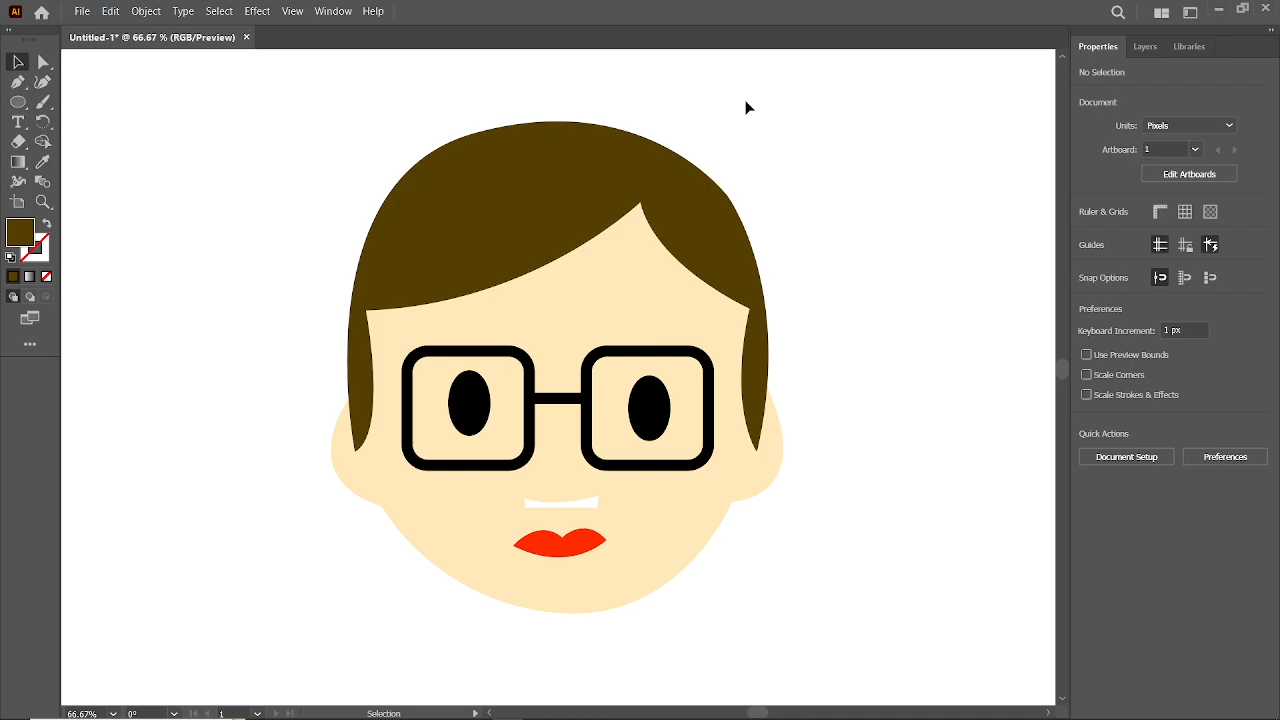 Ai File Edit Object Type Select Effect View Window Help
Untitled-1* @ 66.67 % (RGB/Preview) ×
Properties Layers Libraries
No Selection
Document
Units: Pixels
Artboard: 1
Edit Artboards
Ruler & Grids
Guides
Snap Options
Preferences
Keyboard Increment: 1 px
Use Preview Bounds
Scale Corners
Scale Strokes & Effects
Quick Actions
Document Setup Preferences
66.67% 0° 1 Selection